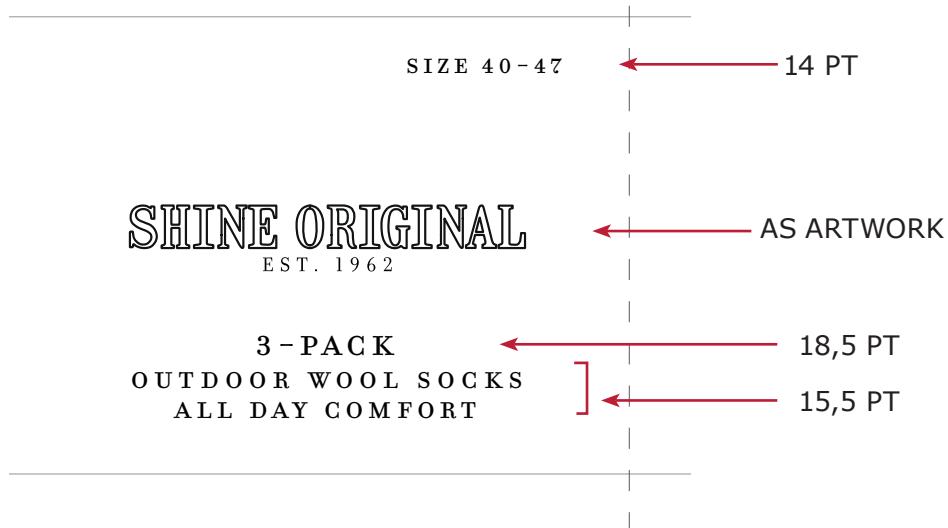 SIZE 40-47
14 PT
SHINE ORIGINAL
AS ARTWORK
EST. 1962
3-PACK
18,5 PT
OUTDOOR WOOL SOCKS
ALL DAY COMFORT
15,5 PT